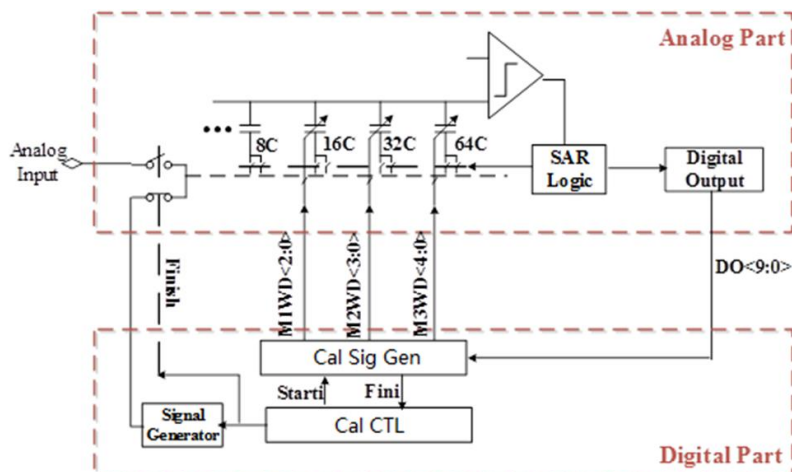 Analog Part
8C
16C
32C
64C
Analog
Input
SAR
Logic
Digital
Output
Finish
M1WD<2:0>
M2WD<3:0>
M3WD<4:0>
DO<9:0>
Cal Sig Gen
Starti
Fini
Signal
Generator
Cal CTL
Digital Part